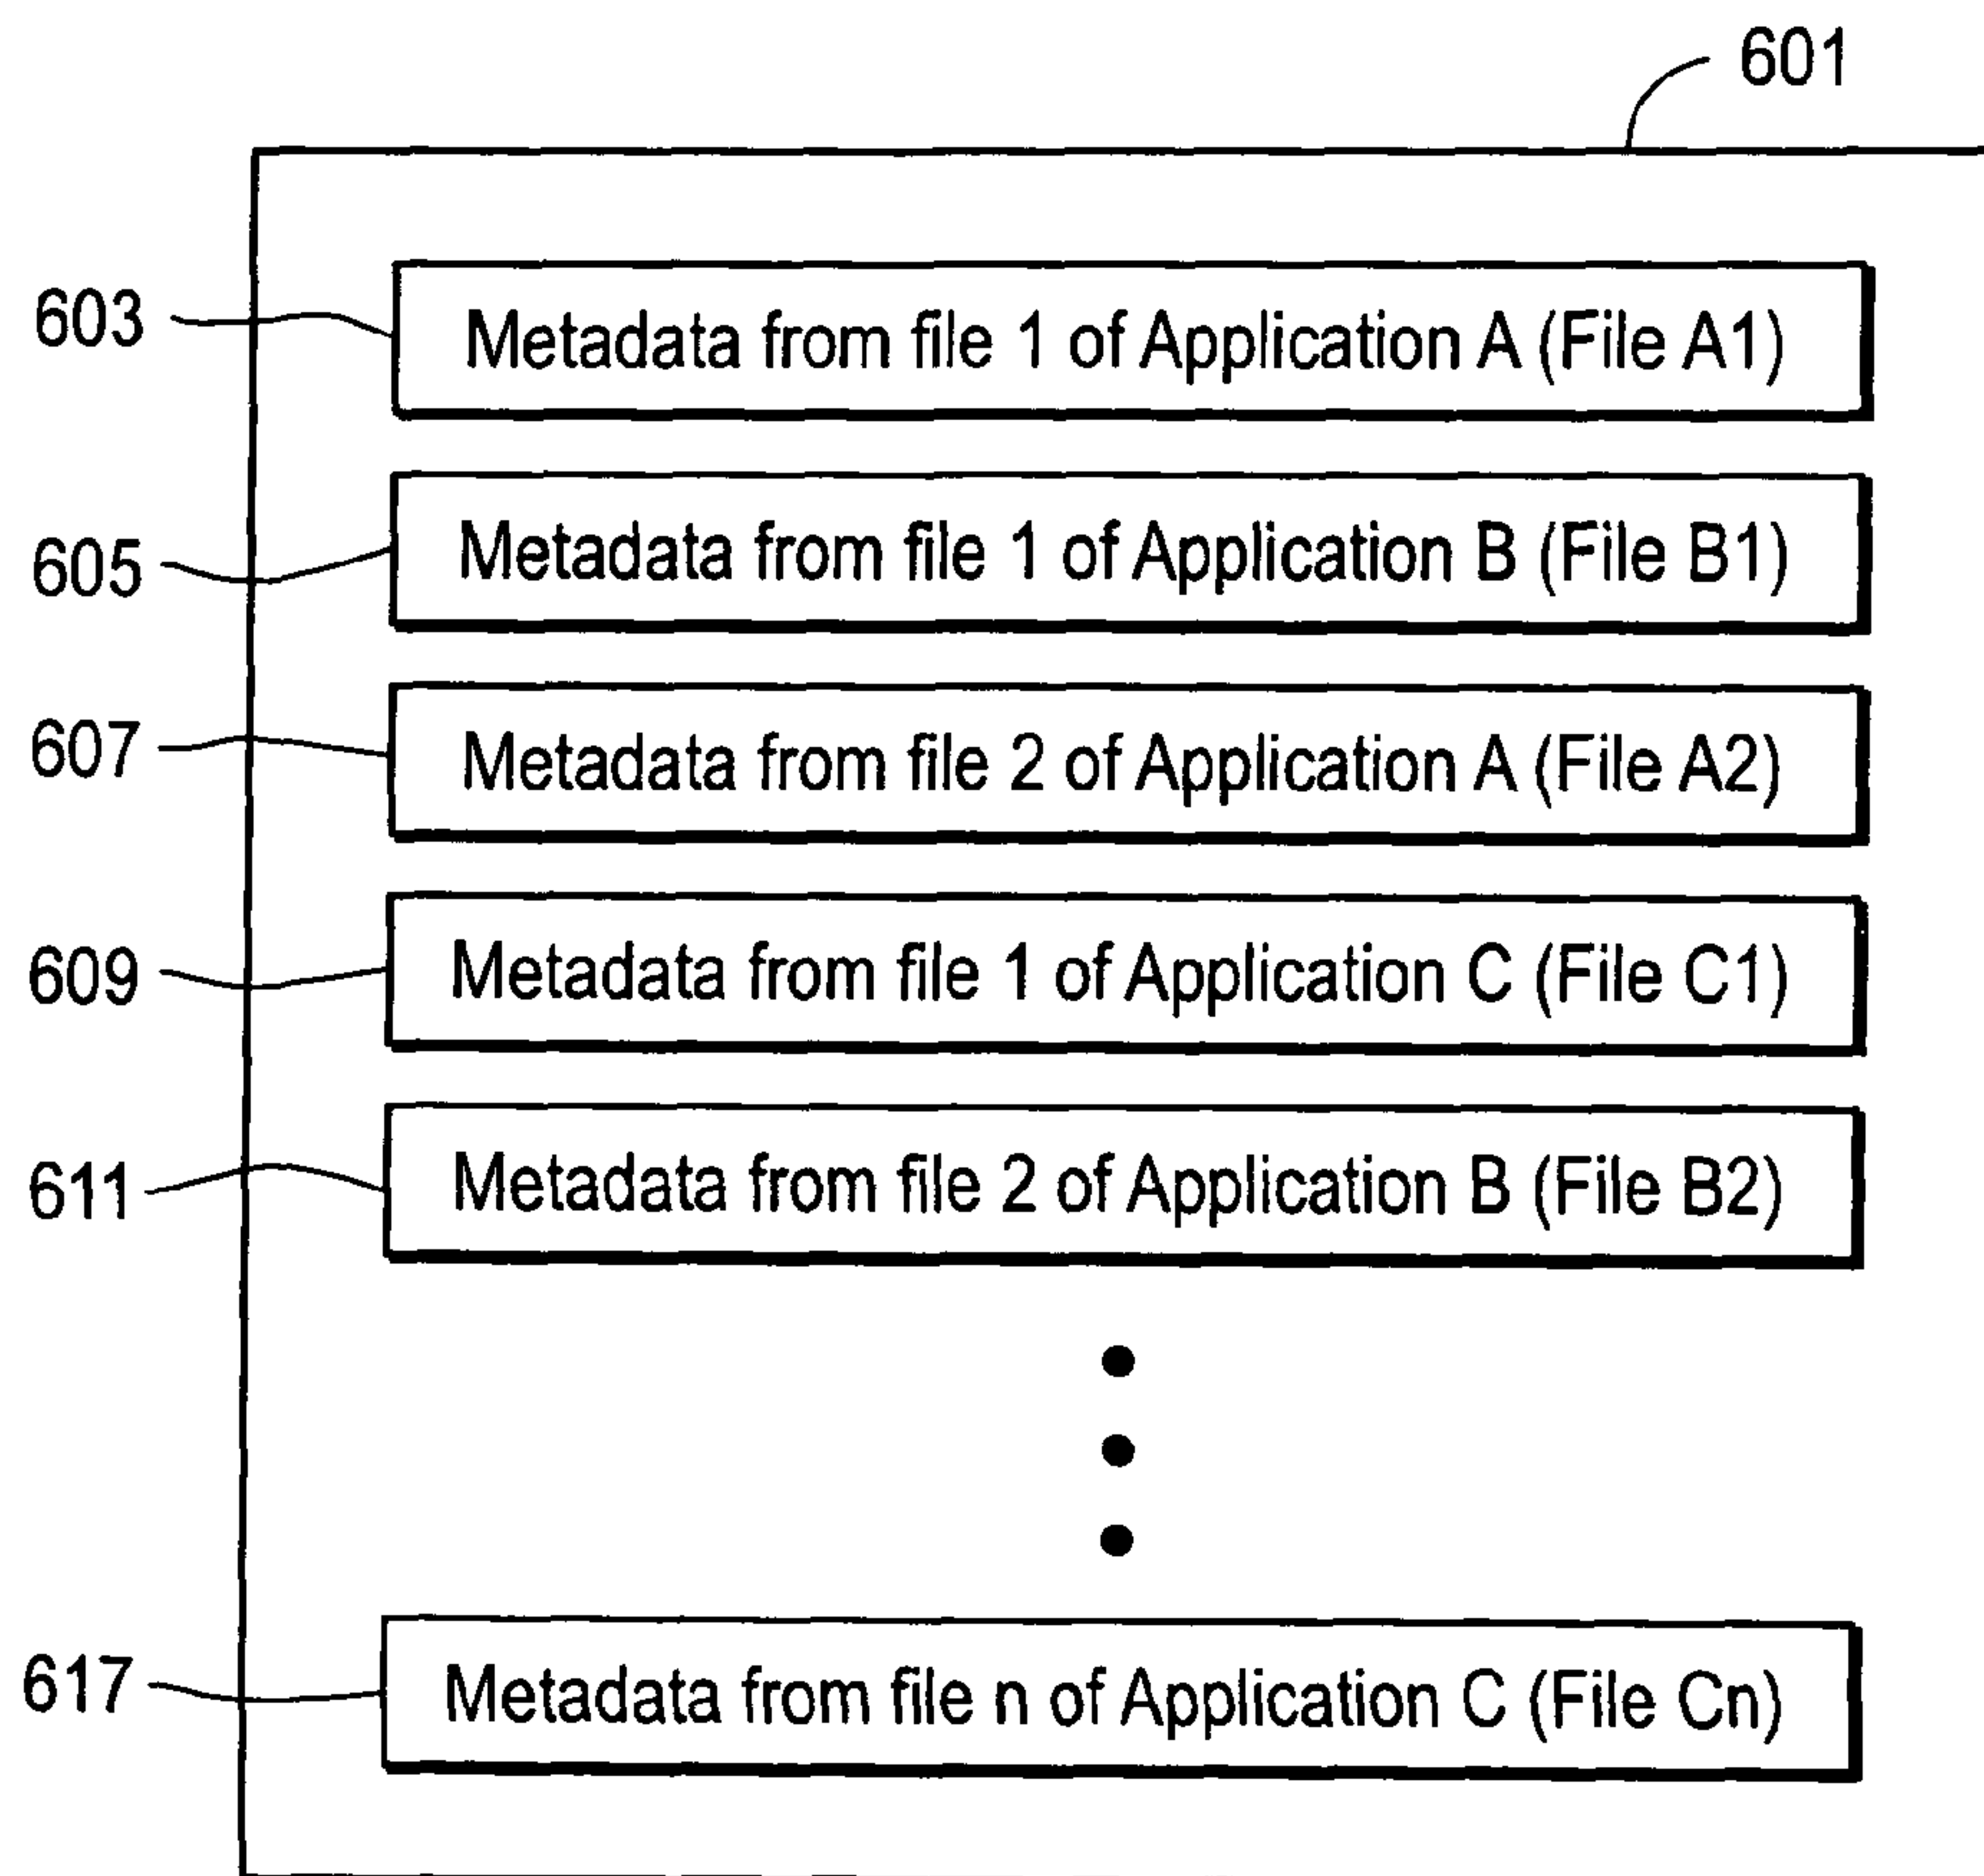 601
603 Metadata from file 1 of Application A (File A1)
605 Metadata from file 1 of Application B (File B1)
607 Metadata from file 2 of Application A (File A2)
609 Metadata from file 1 of Application C (File C1)
611 Metadata from file 2 of Application B (File B2)
617 Metadata from file n of Application C (File Cn)